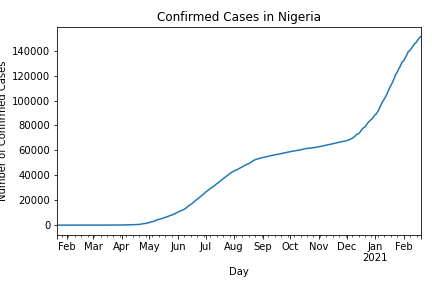 Confirmed Cases in Nigeria
Number of Confirmed Cases
140000
120000
100000
80000
60000
40000
20000
0
Feb Mar Apr May Jun Jul Aug Sep Oct Nov Dec Jan Feb
2021
Day